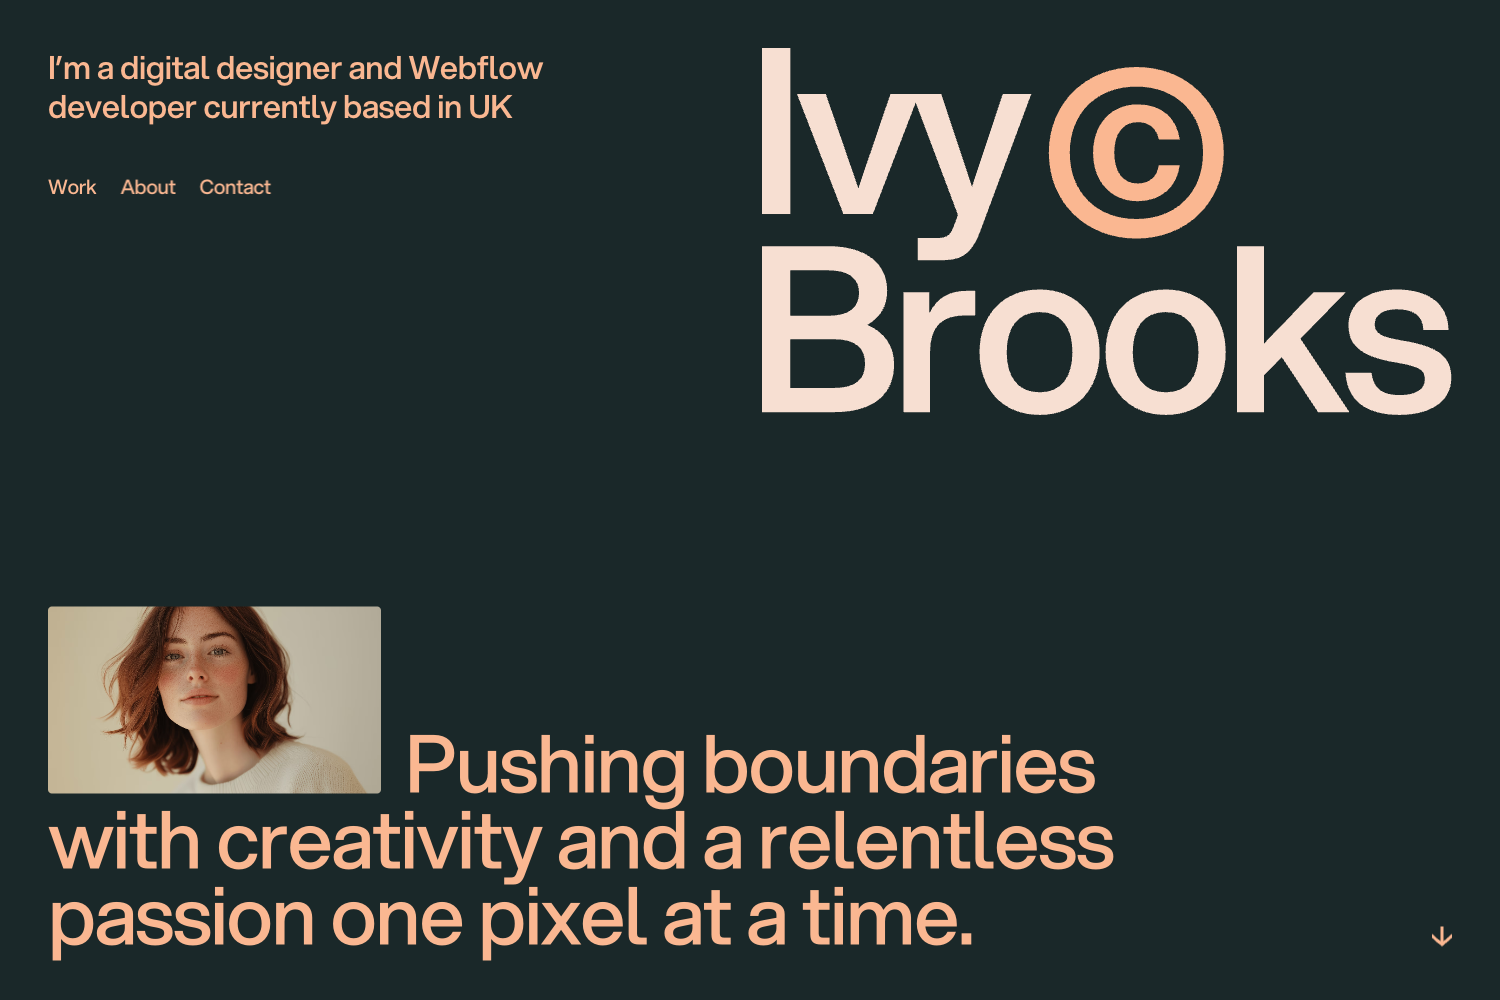 I’m a digital designer and Webflow
developer currently based in UK
Work About Contact
Ivy ©
Brooks
Pushing boundaries
with creativity and a relentless
passion one pixel at a time.